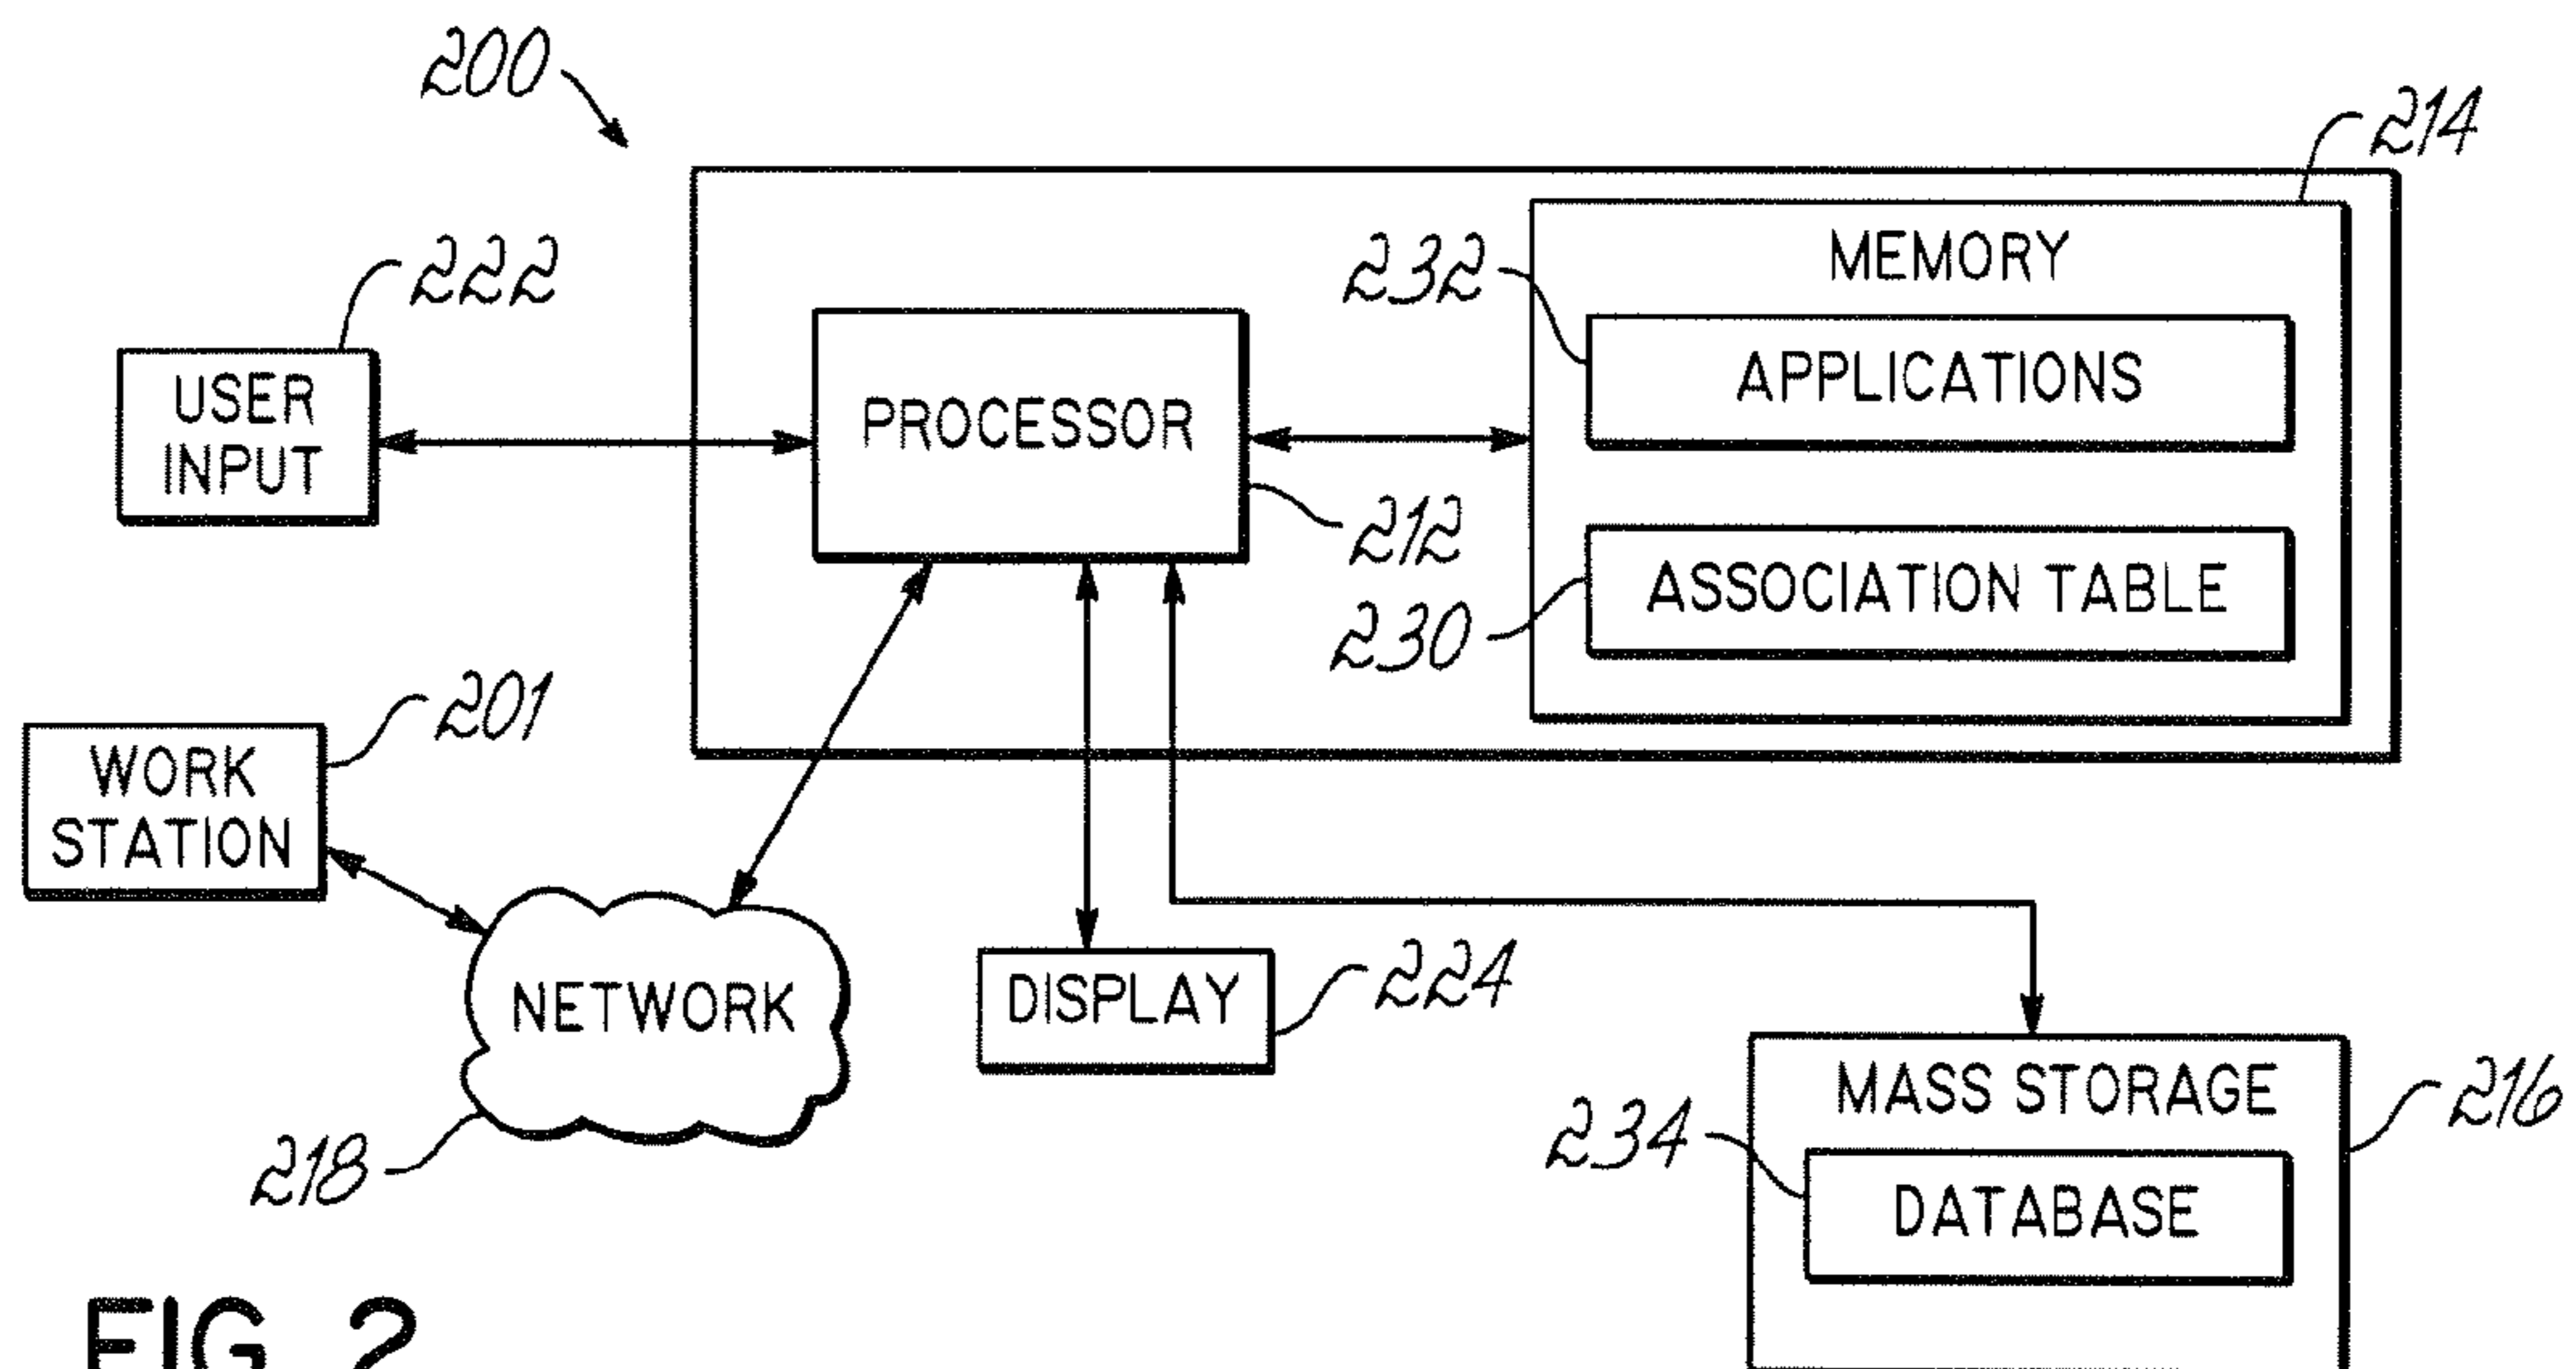 200
214
222
232
MEMORY
USER
INPUT
PROCESSOR
APPLICATIONS
212
230
ASSOCIATION TABLE
201
WORK
STATION
NETWORK
DISPLAY
224
218
MASS STORAGE
216
234
DATABASE
FIG. 2